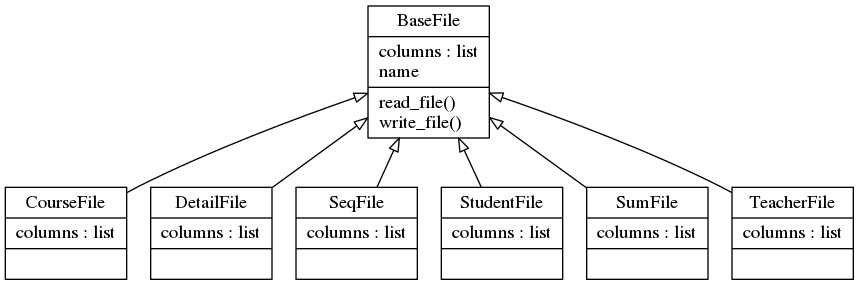 BaseFile
columns : list
name
read_file()
write_file()
CourseFile
columns : list
DetailFile
columns : list
SeqFile
columns : list
StudentFile
columns : list
SumFile
columns : list
TeacherFile
columns : list